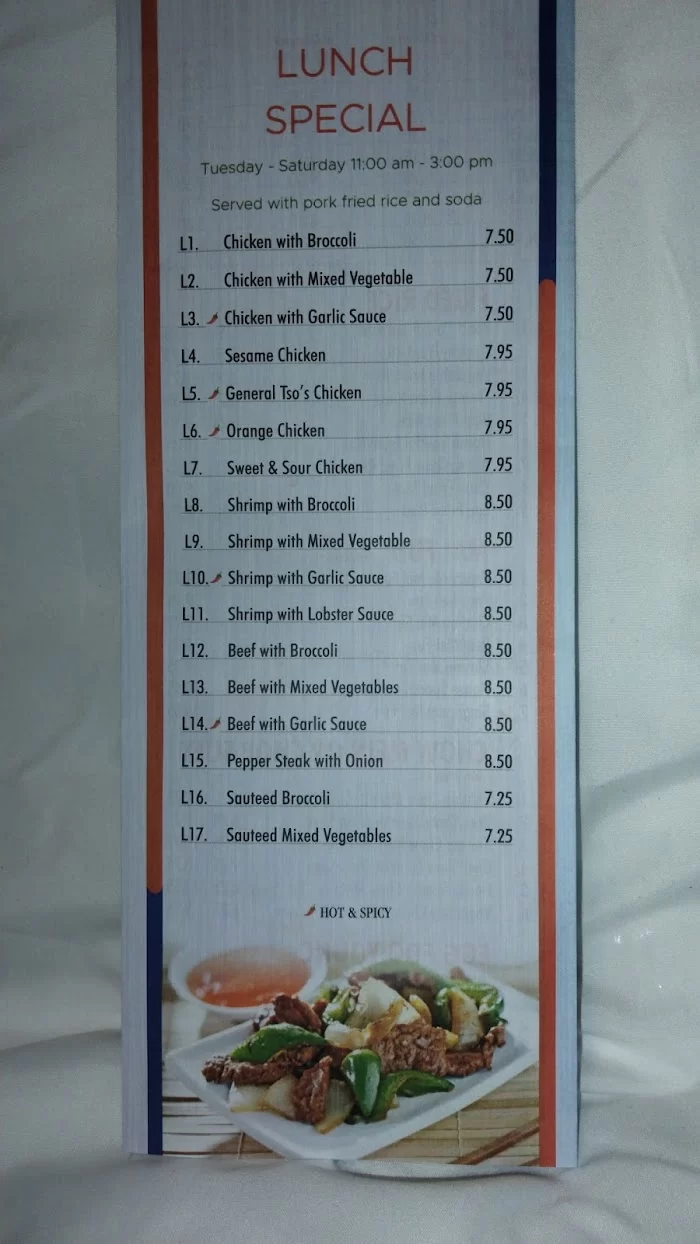 LUNCH
SPECIAL
Tuesday - Saturday 11:00 am - 3:00 pm
Served with pork fried rice and soda
L1. Chicken with Broccoli 7.50
L2. Chicken with Mixed Vegetable 7.50
L3. Chicken with Garlic Sauce 7.50
L4. Sesame Chicken 7.95
L5. General Tso's Chicken 7.95
L6. Orange Chicken 7.95
L7. Sweet & Sour Chicken 7.95
L8. Shrimp with Broccoli 8.50
L9. Shrimp with Mixed Vegetable 8.50
L10. Shrimp with Garlic Sauce 8.50
L11. Shrimp with Lobster Sauce 8.50
L12. Beef with Broccoli 8.50
L13. Beef with Mixed Vegetables 8.50
L14. Beef with Garlic Sauce 8.50
L15. Pepper Steak with Onion 8.50
L16. Sauteed Broccoli 7.25
L17. Sauteed Mixed Vegetables 7.25
HOT & SPICY